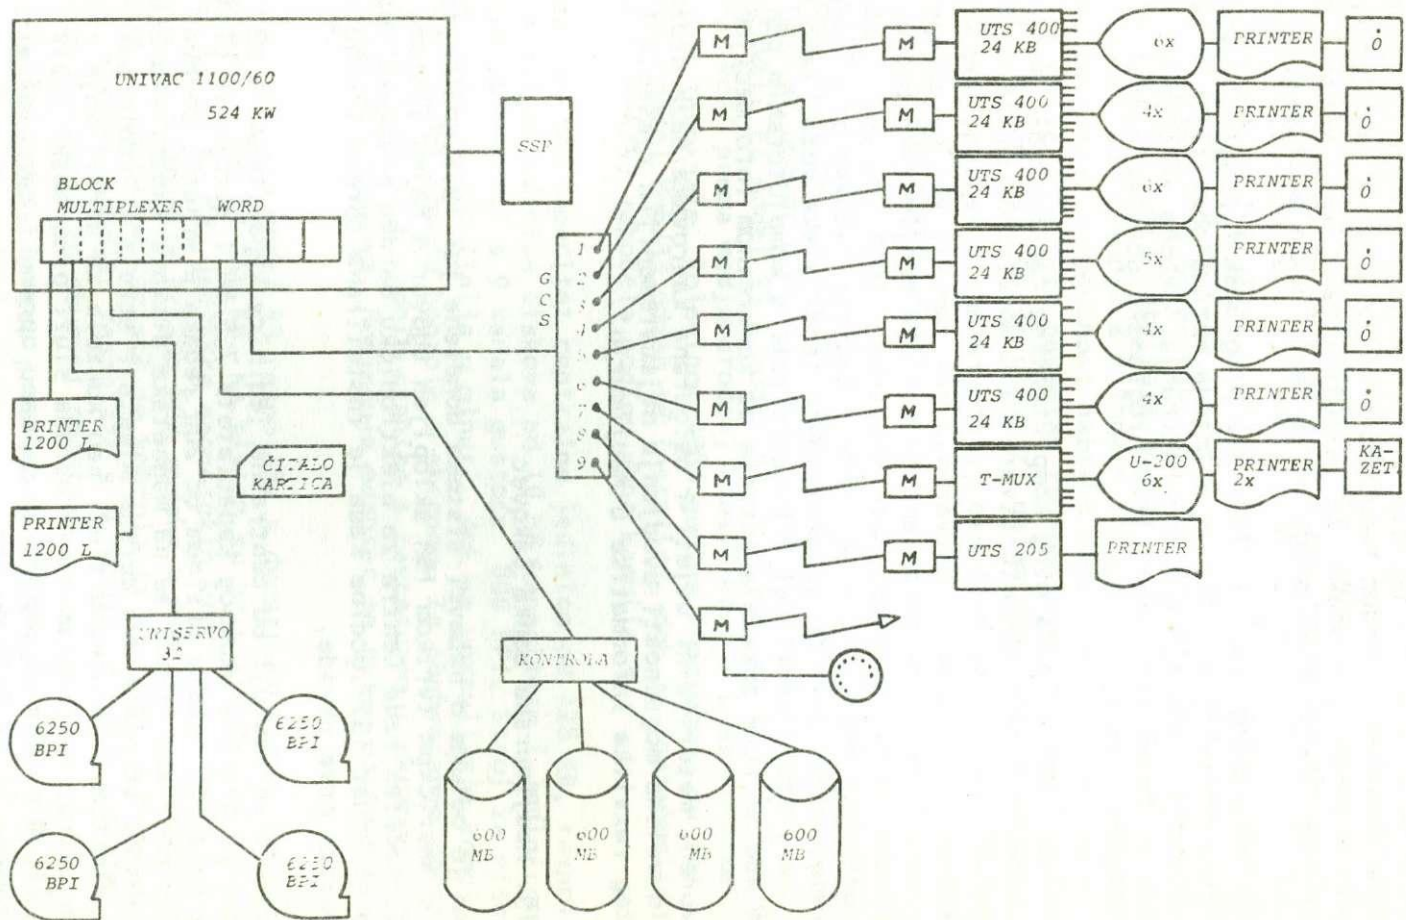 UNIVAC 1100/60
524 KW
SSP
BLOCK
MULTIPLEXER WORD
PRINTER
1200 L
PRINTER
1200 L
ČITALO
KARTICA
UNISERVO
32
6250
BPI
6250
BPI
6250
BPI
6250
BPI
KONTROLA
600
MB
600
MB
600
MB
600
MB
G
C
S
1
2
3
4
5
6
7
8
9
M
M
UTS 400
24 KB
6x
PRINTER
M
M
UTS 400
24 KB
4x
PRINTER
M
M
UTS 400
24 KB
6x
PRINTER
M
M
UTS 400
24 KB
5x
PRINTER
M
M
UTS 400
24 KB
4x
PRINTER
M
M
UTS 400
24 KB
4x
PRINTER
M
M
T-MUX
U-200
6x
PRINTER
2x
KA-
ZET
M
M
UTS 205
PRINTER
M